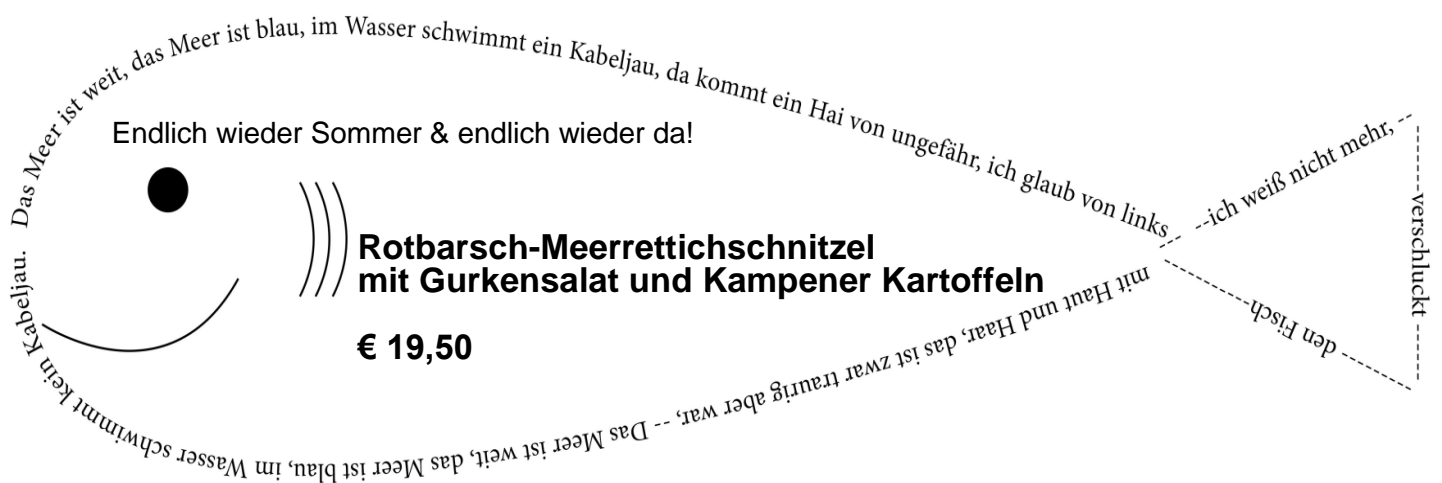 Das Meer ist weit, das Meer ist blau, im Wasser schwimmt ein Kabeljau, da kommt ein Hai von ungefähr, ich glaub von links
-ich weiß nicht mehr,
verschluckt
den Fisch
mit Haut und Haar, das ist zwar traurig aber war, -- Das Meer ist weit, das Meer ist blau, im Wasser schwimmt kein Kabeljau.
Endlich wieder Sommer & endlich wieder da!
Rotbarsch-Meerrettichschnitzel
mit Gurkensalat und Kampener Kartoffeln
€ 19,50